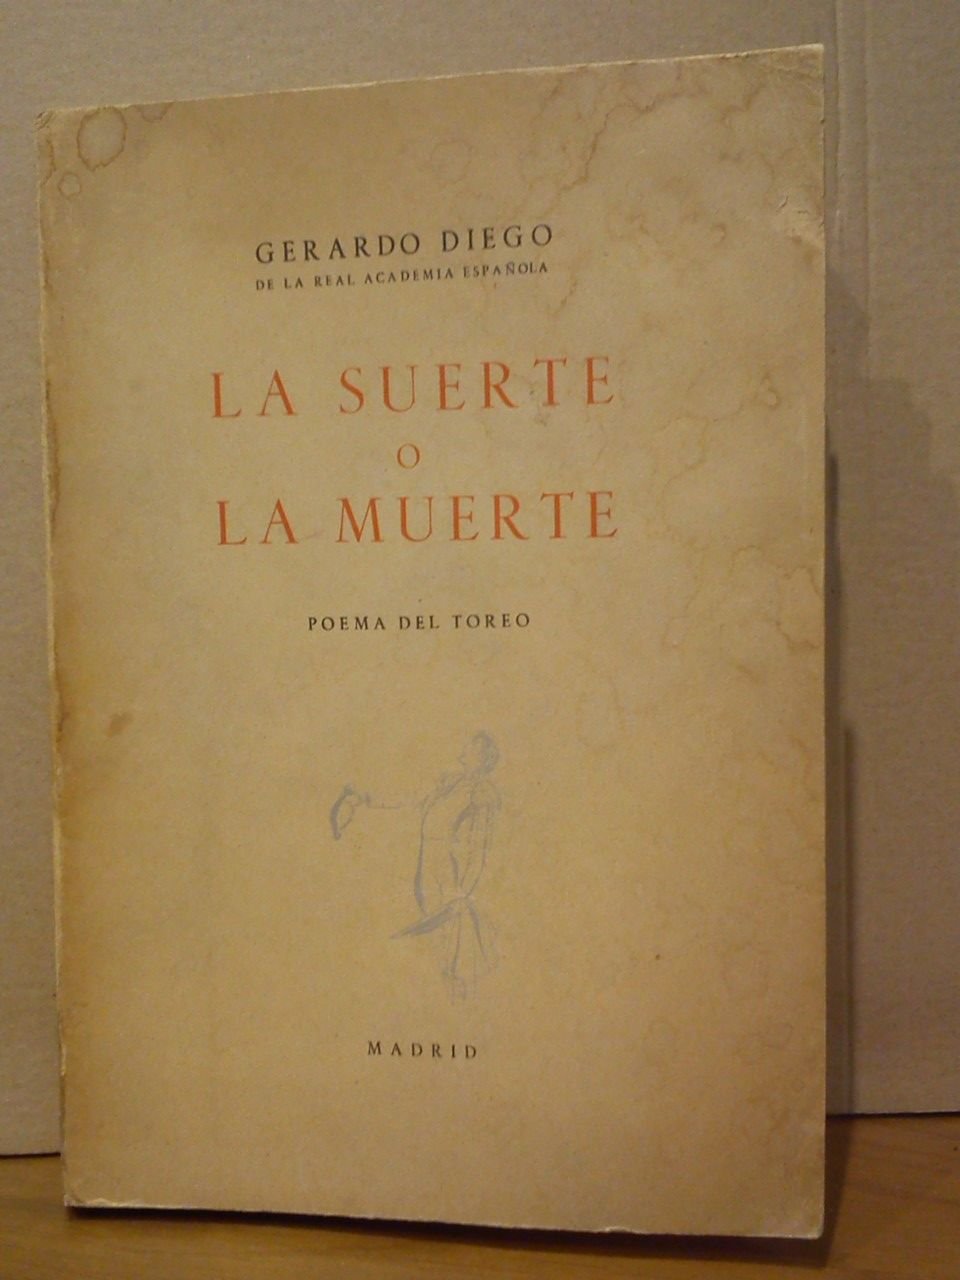 GERARDO DIEGO
DE LA REAL ACADEMIA ESPAÑOLA
LA SUERTE
O
LA MUERTE
POEMA DEL TOREO
MADRID